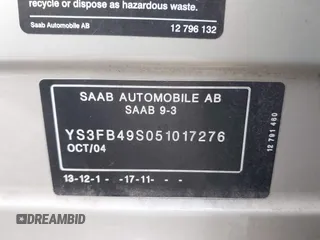 recycle or dispose as hazardous waste.
Saab Automobile AB 12 796 132
SAAB AUTOMOBILE AB
SAAB 9-3
YS3FB49S051017276
OCT/04
13-12-1 - -17-11- - -
12 791 460
DREAMBID